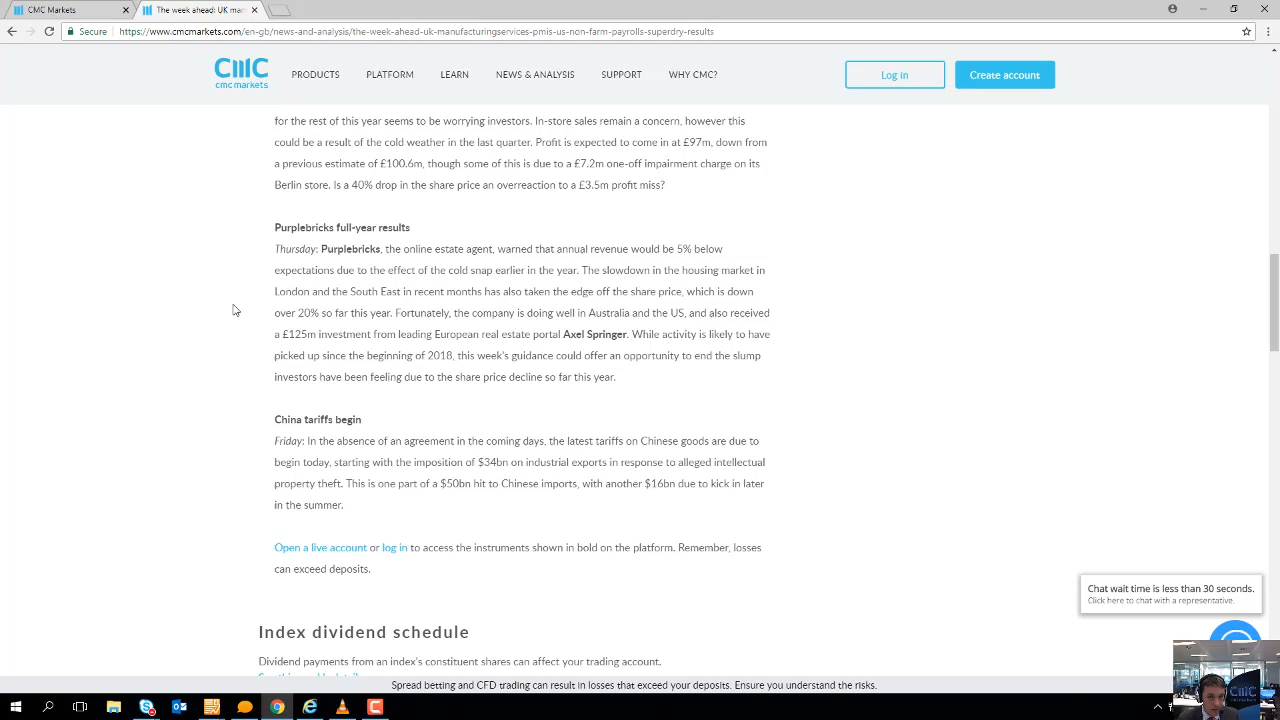 CMC Markets
The week ahead: UK man
Secure
https://www.cmcmarkets.com/en-gb/news-and-analysis/the-week-ahead-uk-manufacturingservices-pmis-us-non-farm-payrolls-superdry-results
cmc
cmc markets
PRODUCTS
PLATFORM
LEARN
NEWS & ANALYSIS
SUPPORT
WHY CMC?
Log in
Create account
for the rest of this year seems to be worrying investors. In-store sales remain a concern, however this
could be a result of the cold weather in the last quarter. Profit is expected to come in at £97m, down from
a previous estimate of £100.6m, though some of this is due to a £7.2m one-off impairment charge on its
Berlin store. Is a 40% drop in the share price an overreaction to a £3.5m profit miss?
Purplebricks full-year results
Thursday: Purplebricks, the online estate agent, warned that annual revenue would be 5% below
expectations due to the effect of the cold snap earlier in the year. The slowdown in the housing market in
London and the South East in recent months has also taken the edge off the share price, which is down
over 20% so far this year. Fortunately, the company is doing well in Australia and the US, and also received
a £125m investment from leading European real estate portal Axel Springer. While activity is likely to have
picked up since the beginning of 2018, this week's guidance could offer an opportunity to end the slump
investors have been feeling due to the share price decline so far this year.
China tariffs begin
Friday: In the absence of an agreement in the coming days, the latest tariffs on Chinese goods are due to
begin today, starting with the imposition of $34bn on industrial exports in response to alleged intellectual
property theft. This is one part of a $50bn hit to Chinese imports, with another $16bn due to kick in later
in the summer.
Open a live account or log in to access the instruments shown in bold on the platform. Remember, losses
can exceed deposits.
Chat wait time is less than 30 seconds.
Click here to chat with a representative.
Index dividend schedule
Dividend payments from an index's constituent shares can affect your trading account.
Spread betting and CFD trading can result in losses that exceed your deposits. Ensure you understand the risks.